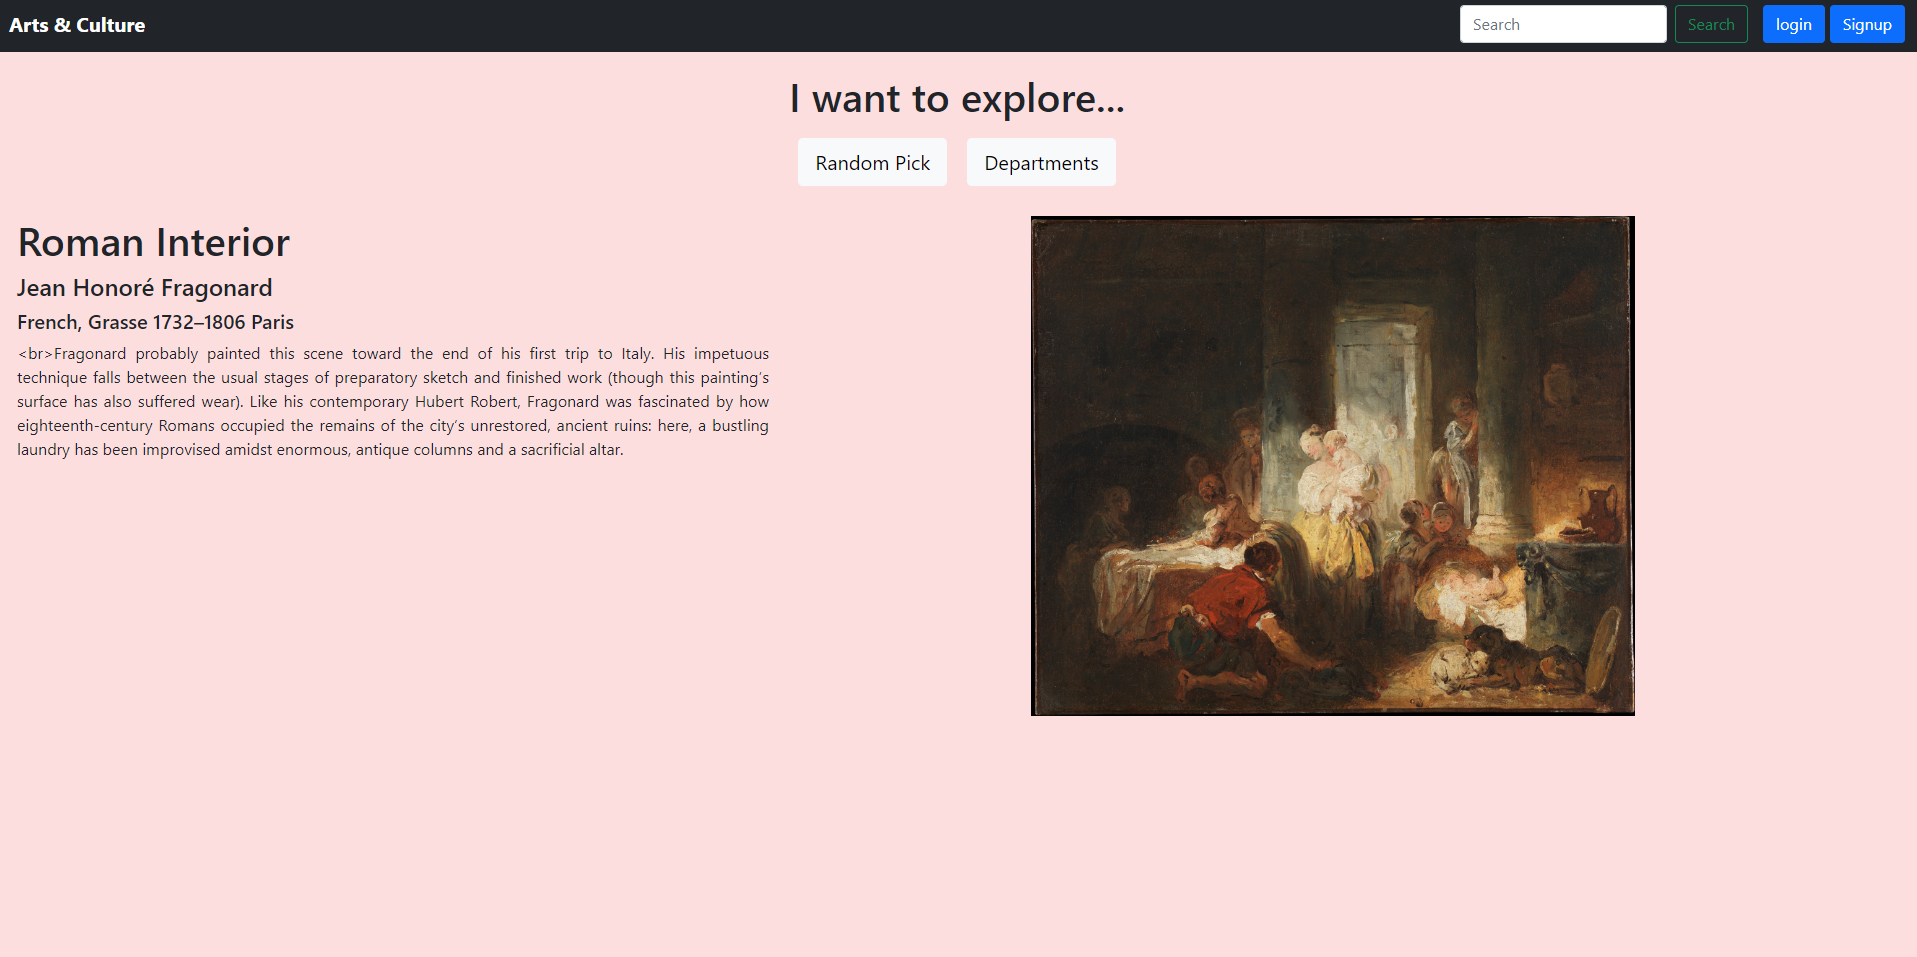 Arts & Culture
Search
Search
login
Signup
I want to explore...
Random Pick
Departments
Roman Interior
Jean Honoré Fragonard
French, Grasse 1732–1806 Paris
<br>Fragonard probably painted this scene toward the end of his first trip to Italy. His impetuous
technique falls between the usual stages of preparatory sketch and finished work (though this painting’s
surface has also suffered wear). Like his contemporary Hubert Robert, Fragonard was fascinated by how
eighteenth-century Romans occupied the remains of the city’s unrestored, ancient ruins: here, a bustling
laundry has been improvised amidst enormous, antique columns and a sacrificial altar.